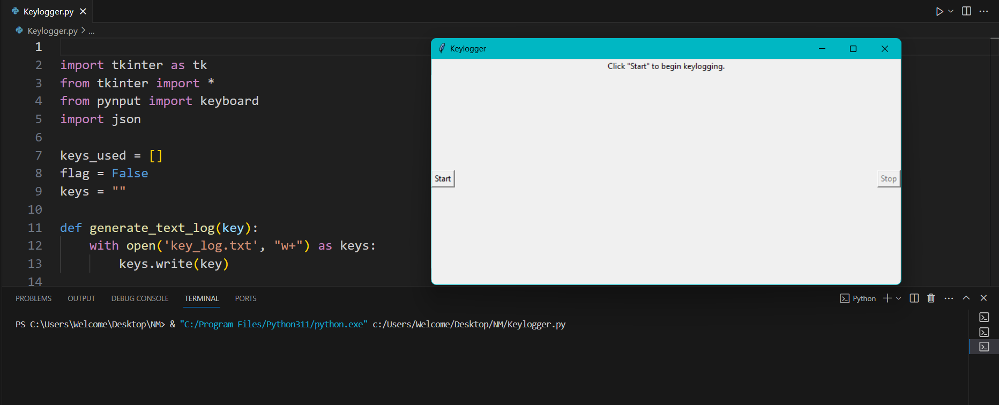 Keylogger.py
Keylogger.py > ...
1
2 import tkinter as tk
3 from tkinter import *
4 from pynput import keyboard
5 import json
6
7 keys_used = []
8 flag = False
9 keys = ""
10
11 def generate_text_log(key):
12 with open('key_log.txt', "w+") as keys:
13 keys.write(key)
14
Keylogger
Click "Start" to begin keylogging.
Start
Stop
PROBLEMS OUTPUT DEBUG CONSOLE TERMINAL PORTS
Python
PS C:\Users\Welcome\Desktop\NM> & "C:/Program Files/Python311/python.exe" c:/Users/Welcome/Desktop/NM/Keylogger.py